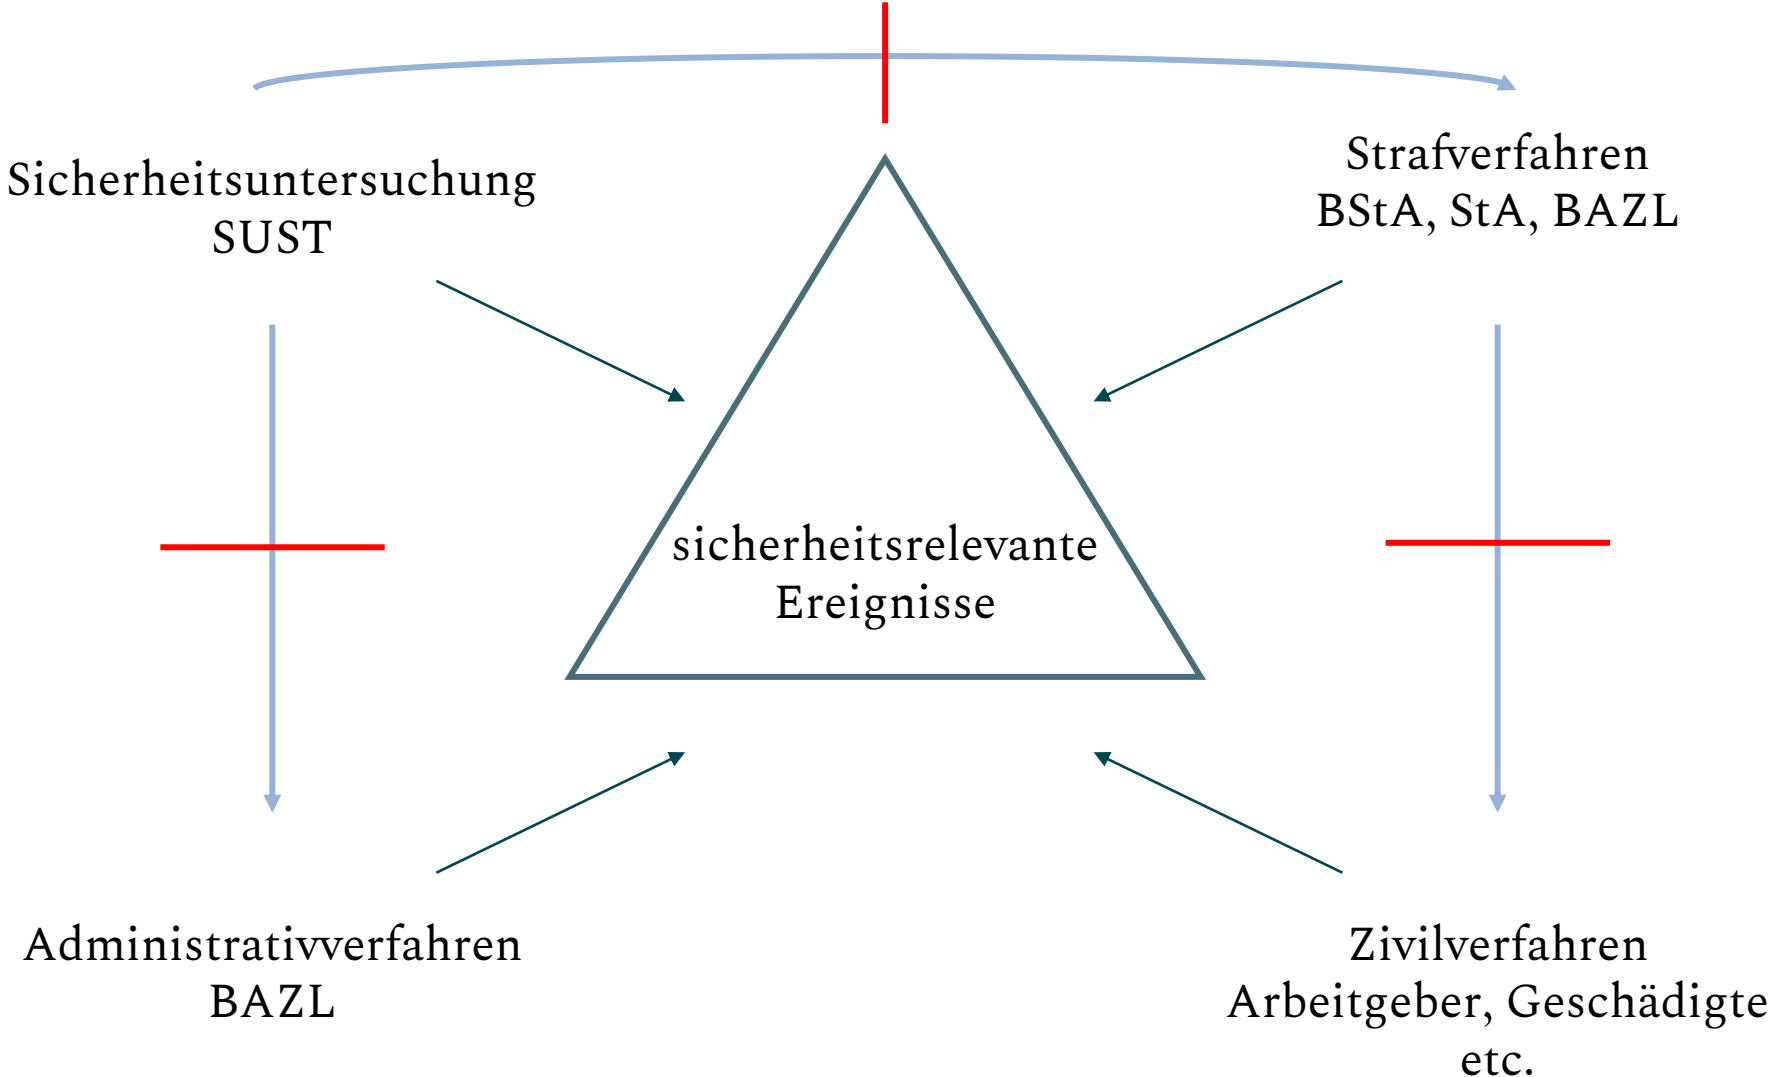 Sicherheitsuntersuchung
SUST
Strafverfahren
BStA, StA, BAZL
sicherheitsrelevante
Ereignisse
Administrativverfahren
BAZL
Zivilverfahren
Arbeitgeber, Geschädigte
etc.